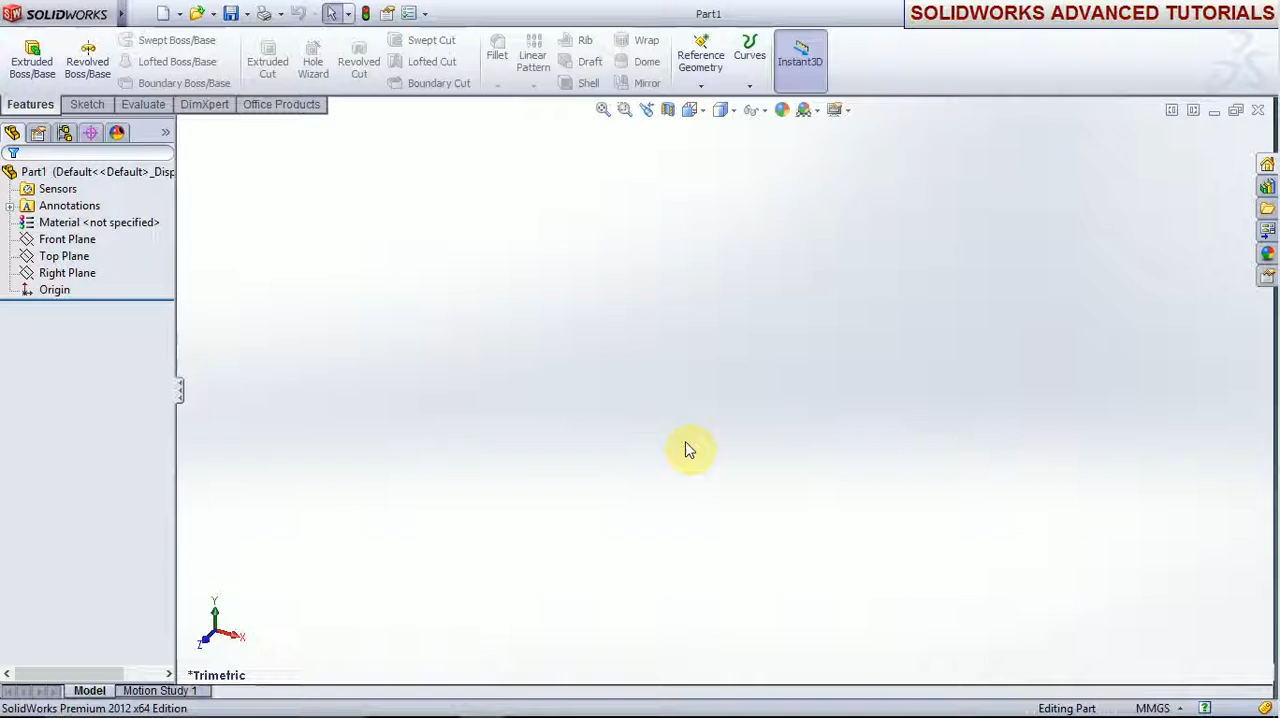 SOLIDWORKS
Part1
SOLIDWORKS ADVANCED TUTORIALS
Extruded Boss/Base
Revolved Boss/Base
Swept Boss/Base
Lofted Boss/Base
Boundary Boss/Base
Extruded Cut
Hole Wizard
Revolved Cut
Swept Cut
Lofted Cut
Boundary Cut
Fillet
Linear Pattern
Rib
Draft
Shell
Wrap
Dome
Mirror
Reference Geometry
Curves
Instant3D
Features
Sketch
Evaluate
DimXpert
Office Products
Part1 (Default<<Default>_Disp
Sensors
Annotations
Material <not specified>
Front Plane
Top Plane
Right Plane
Origin
Y
X
Z
*Trimetric
Model
Motion Study 1
SolidWorks Premium 2012 x64 Edition
Editing Part
MMGS